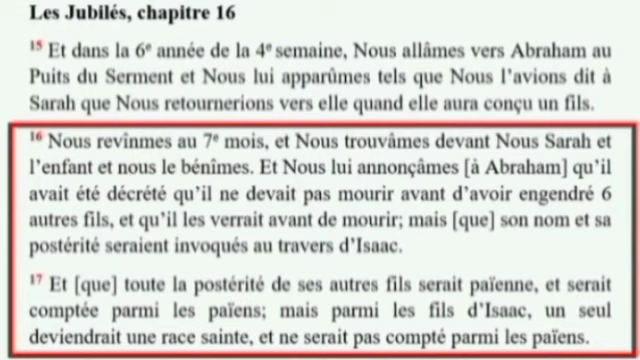 Les Jubilés, chapitre 16
15 Et dans la 6e année de la 4e semaine, Nous allâmes vers Abraham au
Puits du Serment et Nous lui apparûmes tels que Nous l'avions dit à
Sarah que Nous retournerions vers elle quand elle aura conçu un fils.
16 Nous revînmes au 7e mois, et Nous trouvâmes devant Nous Sarah et
l'enfant et nous le bénîmes. Et Nous lui annonçâmes [à Abraham] qu'il
avait été décrété qu'il ne devait pas mourir avant d'avoir engendré 6
autres fils, et qu'il les verrait avant de mourir; mais [que] son nom et sa
postérité seraient invoqués au travers d'Isaac.
17 Et [que] toute la postérité de ses autres fils serait païenne, et serait
comptée parmi les païens; mais parmi les fils d'Isaac, un seul
deviendrait une race sainte, et ne serait pas compté parmi les païens.